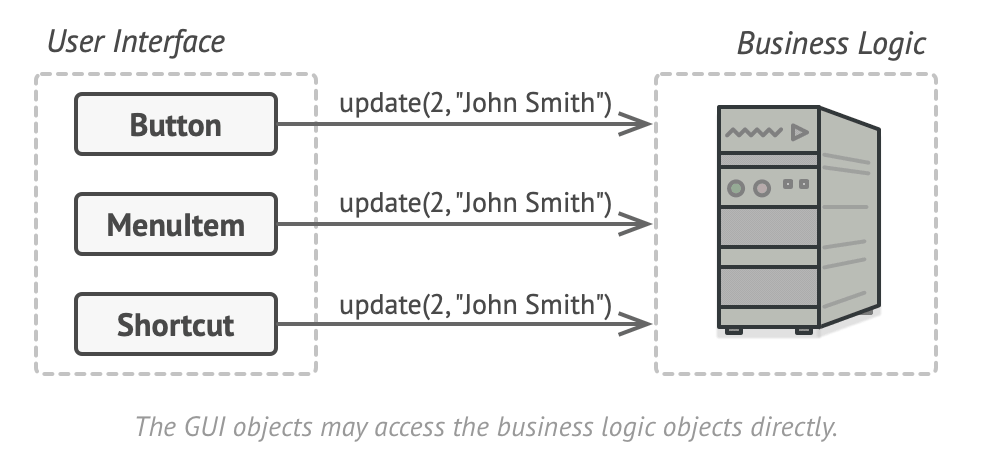 User Interface
Business Logic
Button
update(2, "John Smith")
MenuItem
update(2, "John Smith")
Shortcut
update(2, "John Smith")
The GUI objects may access the business logic objects directly.